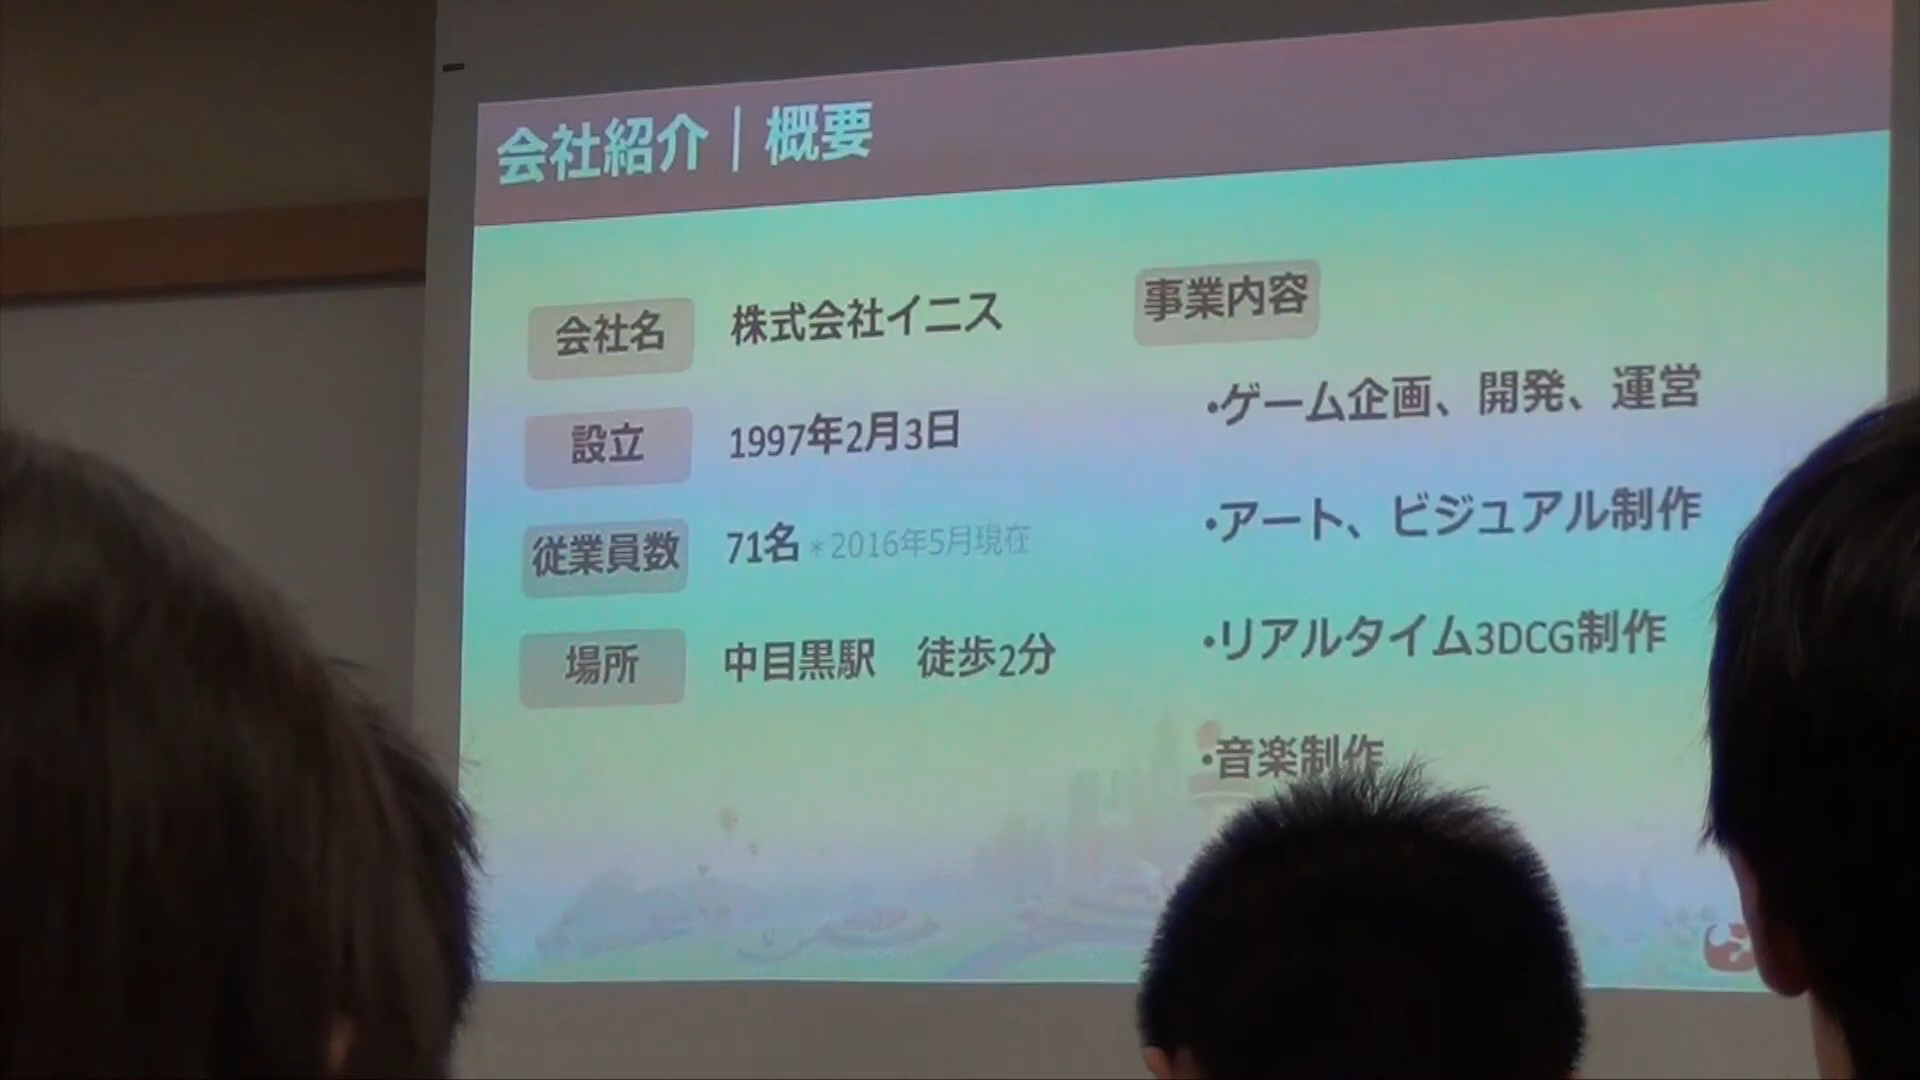 会社紹介｜概要
会社名 株式会社イニス
設立 1997年2月3日
従業員数 71名 *2016年5月現在
場所 中目黒駅　徒歩2分
事業内容
・ゲーム企画、開発、運営
・アート、ビジュアル制作
・リアルタイム3DCG制作
・音楽制作